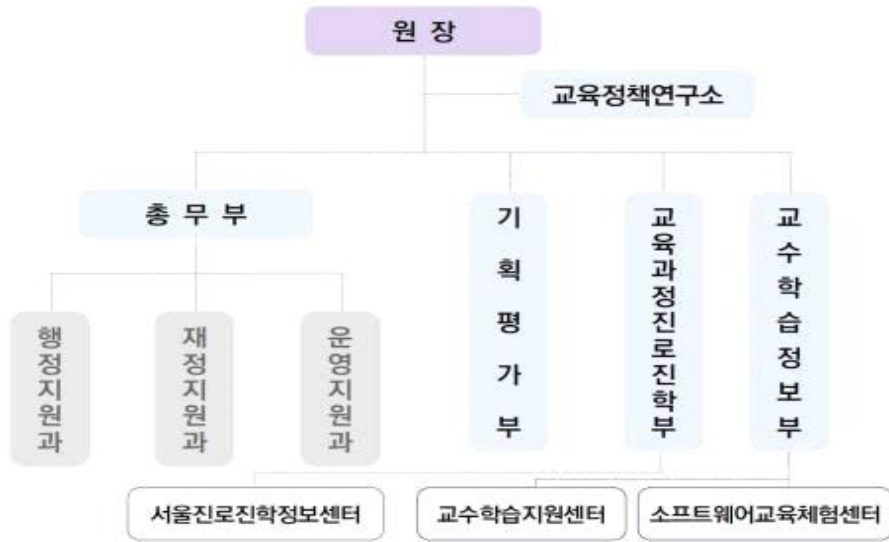 원 장
교육정책연구소
총 무 부
기획평가부
교육과정진로진학부
교수학습정보부
행정지원과
재정지원과
운영지원과
서울진로진학정보센터
교수학습지원센터
소프트웨어교육체험센터